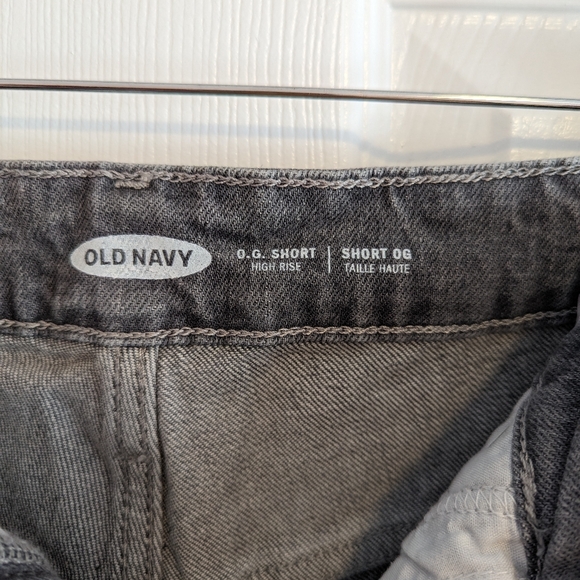 OLD NAVY
O.G. SHORT
HIGH RISE
SHORT OG
TAILLE HAUTE